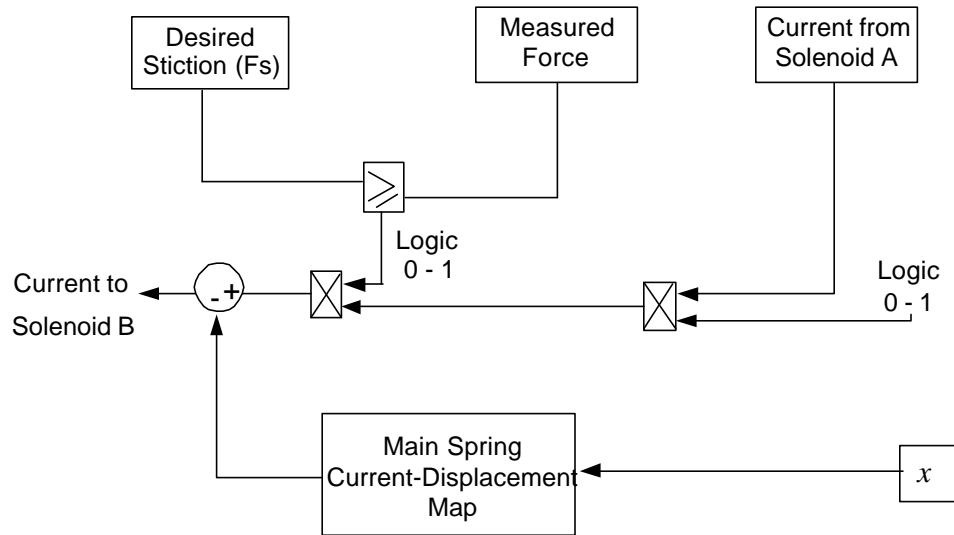 Desired
Stiction (Fs)
Measured
Force
Current from
Solenoid A
≥
Logic
0 - 1
Logic
0 - 1
Current to
Solenoid B
- +
Main Spring
Current-Displacement
Map
x